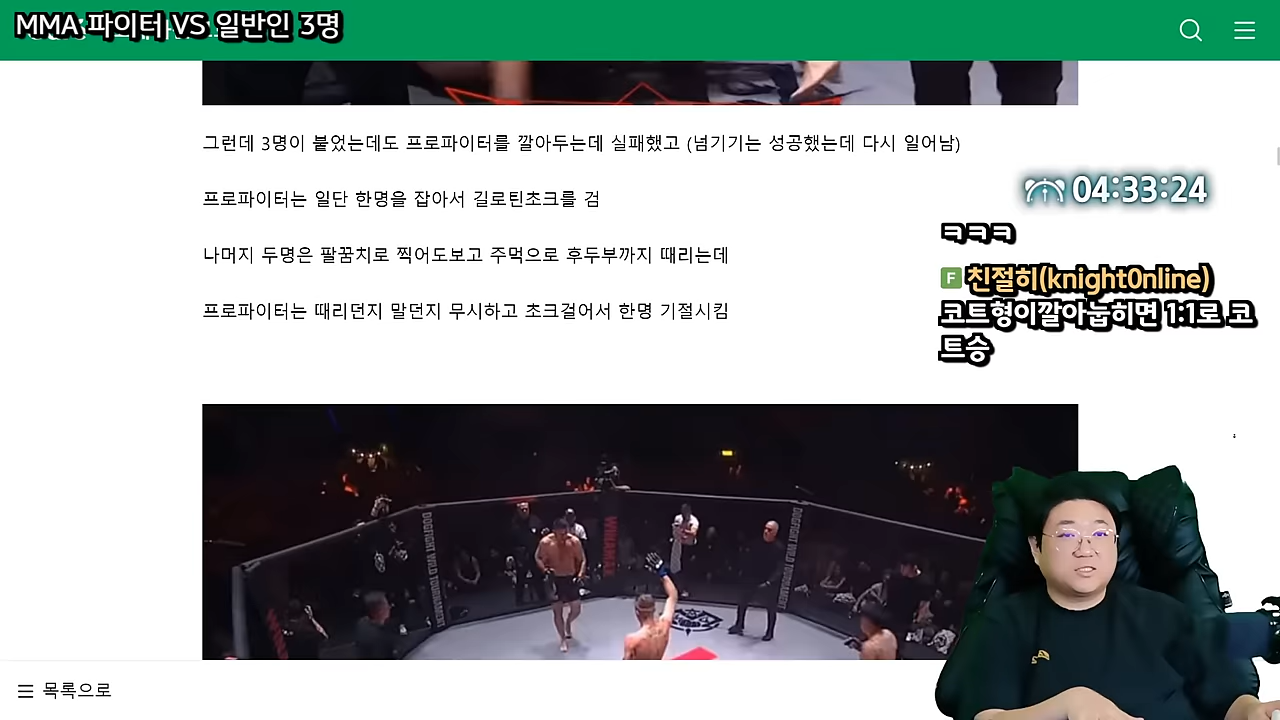 MMA 파이터 VS 일반인 3명
그런데 3명이 붙었는데도 프로파이터를 깔아두는데 실패했고 (넘기기는 성공했는데 다시 일어남)
프로파이터는 일단 한명을 잡아서 길로틴초크를 검
나머지 두명은 팔꿈치로 찍어도보고 주먹으로 후두부까지 때리는데
프로파이터는 때리던지 말던지 무시하고 초크걸어서 한명 기절시킴
04:33:24
ㅋㅋㅋ
F 친절히(knight0nline)
코트형이깔아눕히면 1:1로 코
트승
DOGFIGHT WILD TOURNAMENT
DOGFIGHT WILD TOURNAMENT
목록으로